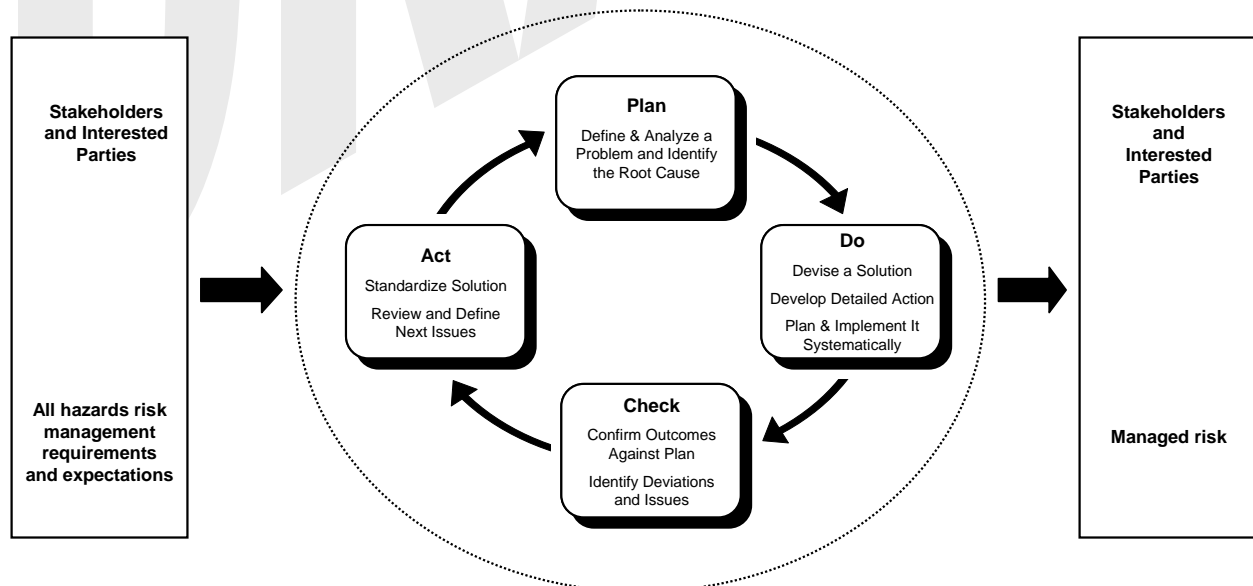 Stakeholders
and Interested
Parties
All hazards risk
management
requirements
and expectations
Plan
Define & Analyze a
Problem and Identify
the Root Cause
Do
Devise a Solution
Develop Detailed Action
Plan & Implement It
Systematically
Check
Confirm Outcomes
Against Plan
Identify Deviations
and Issues
Act
Standardize Solution
Review and Define
Next Issues
Stakeholders
and
Interested
Parties
Managed risk